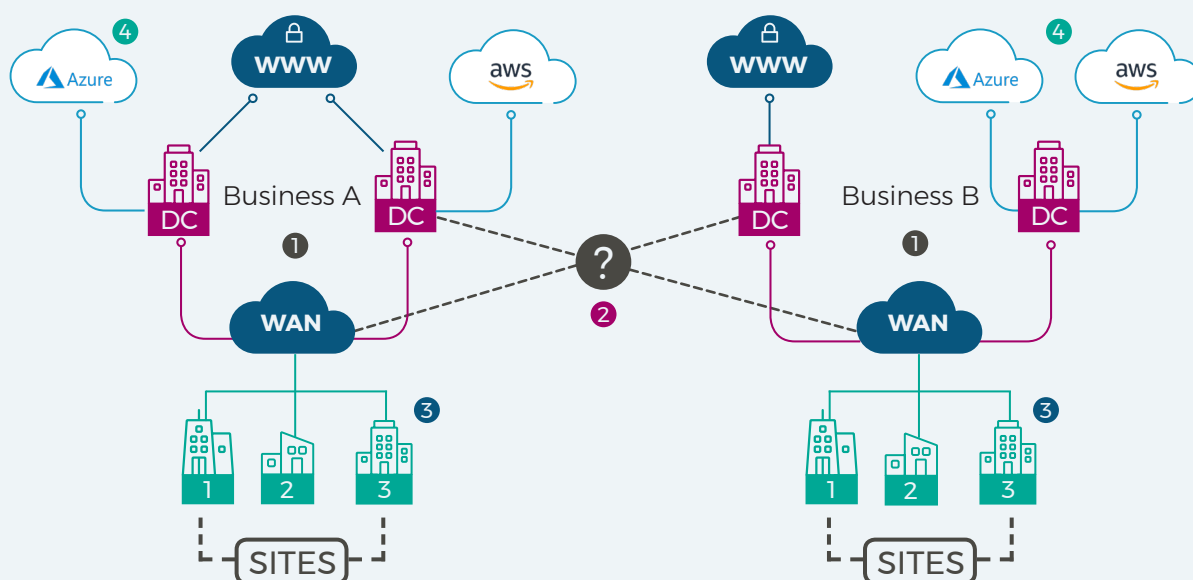 4
Azure
WWW
aws
DC
Business A
DC
1
WAN
3
1
2
3
SITES
?
2
WWW
4
Azure
aws
DC
Business B
DC
1
WAN
3
1
2
3
SITES